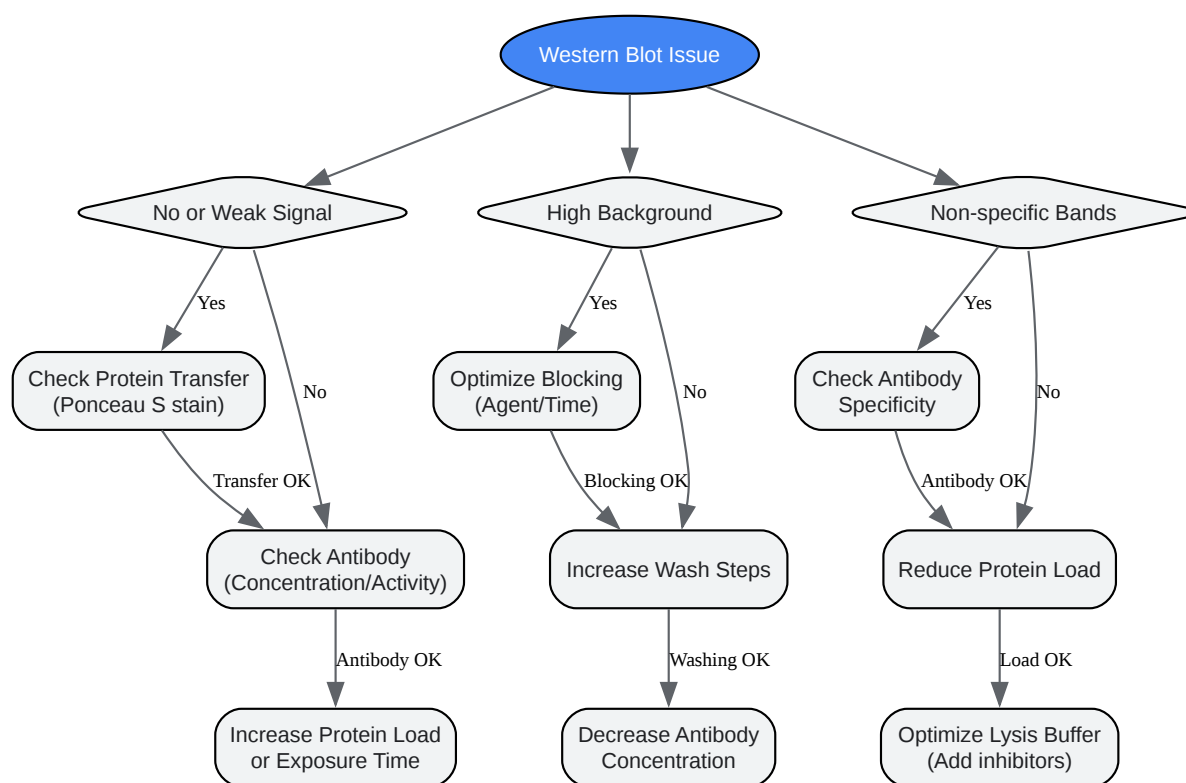 Western Blot Issue
No or Weak Signal
High Background
Non-specific Bands
Yes
Yes
Yes
Check Protein Transfer
(Ponceau S stain)
No
Optimize Blocking
(Agent/Time)
No
Check Antibody
Specificity
No
Transfer OK
Blocking OK
Antibody OK
Check Antibody
(Concentration/Activity)
Increase Wash Steps
Reduce Protein Load
Antibody OK
Washing OK
Load OK
Increase Protein Load
or Exposure Time
Decrease Antibody
Concentration
Optimize Lysis Buffer
(Add inhibitors)